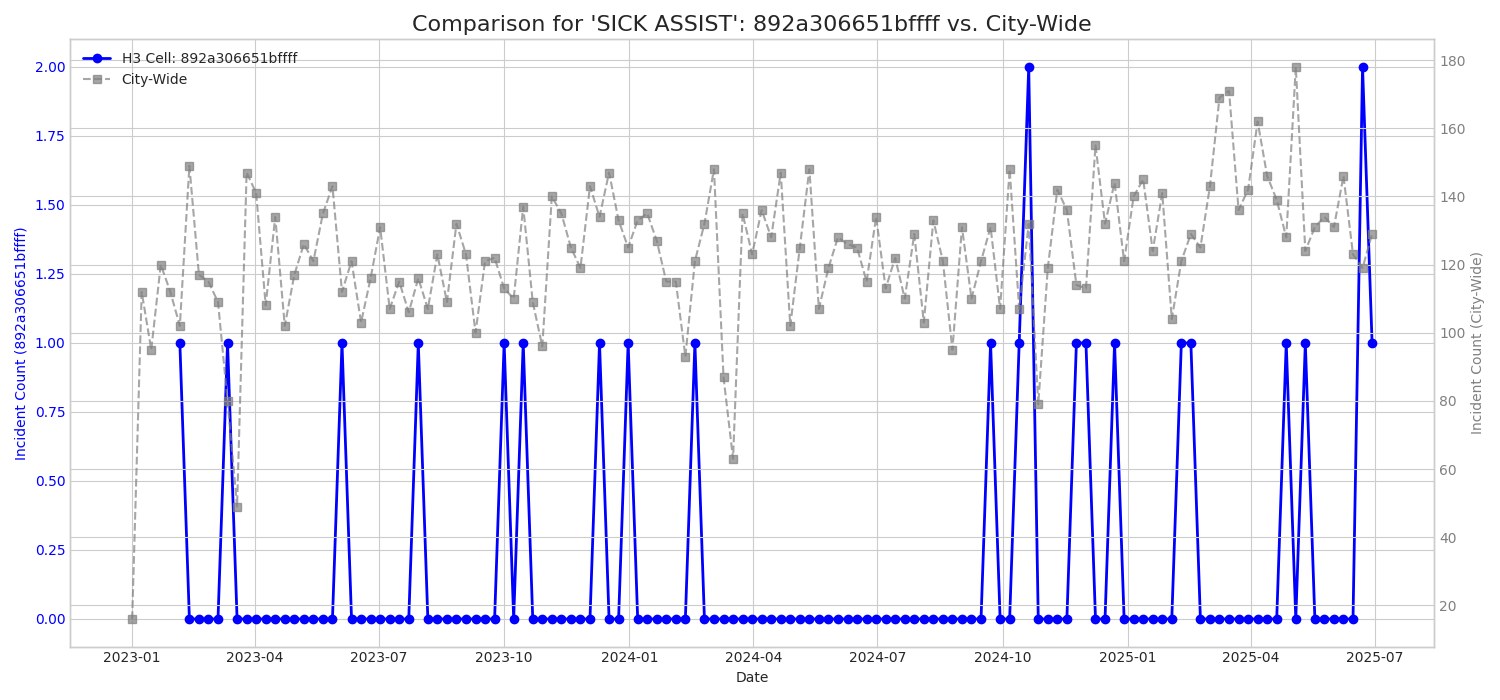 Comparison for 'SICK ASSIST': 892a306651bffff vs. City-Wide
H3 Cell: 892a306651bffff
City-Wide
Incident Count (892a306651bffff)
2.00
1.75
1.50
1.25
1.00
0.75
0.50
0.25
0.00
180
160
140
120
100
80
60
40
20
Incident Count (City-Wide)
2023-01 2023-04 2023-07 2023-10 2024-01 2024-04 2024-07 2024-10 2025-01 2025-04 2025-07
Date